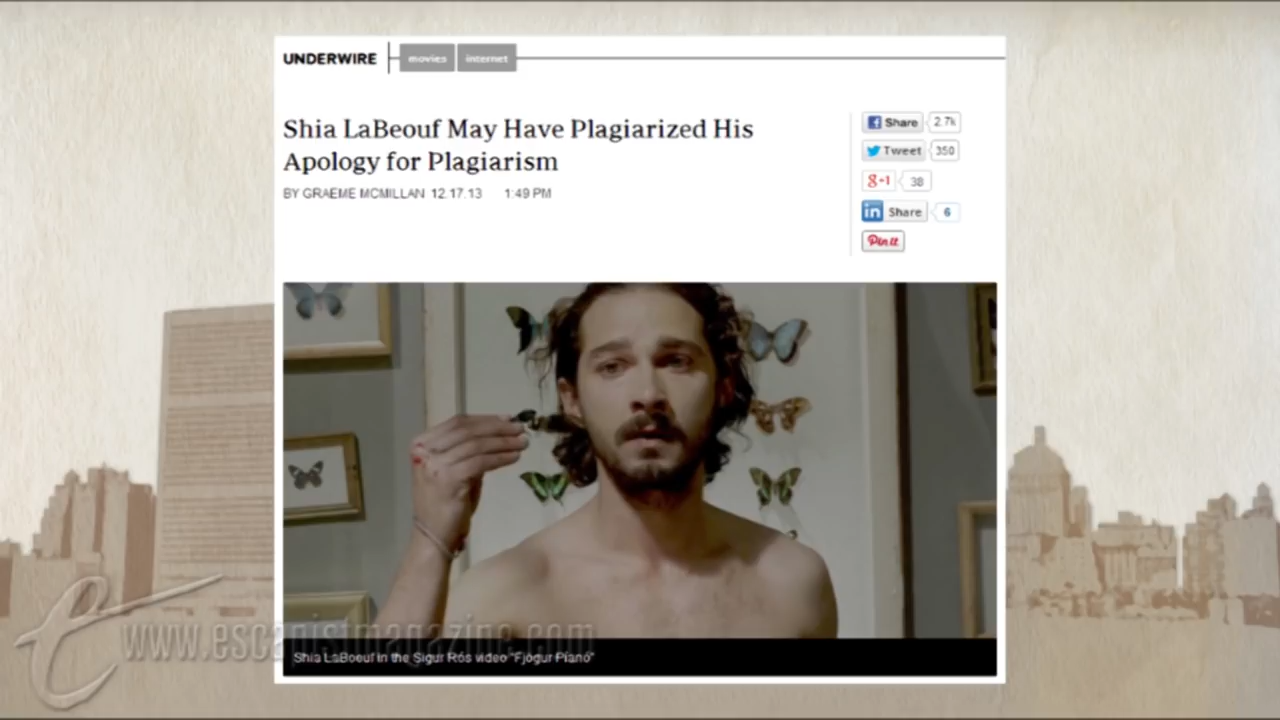 UNDERWIRE
movies internet
Shia LaBeouf May Have Plagiarized His
Apology for Plagiarism
BY GRAEME MCMILLAN 12.17.13 1:49 PM
Share 2.7k
Tweet 350
g+1 38
in Share 6
Pin it
www.escapistmagazine.com
Shia LaBoeuf in the Sigur Rós video "Fjögur Píanó"